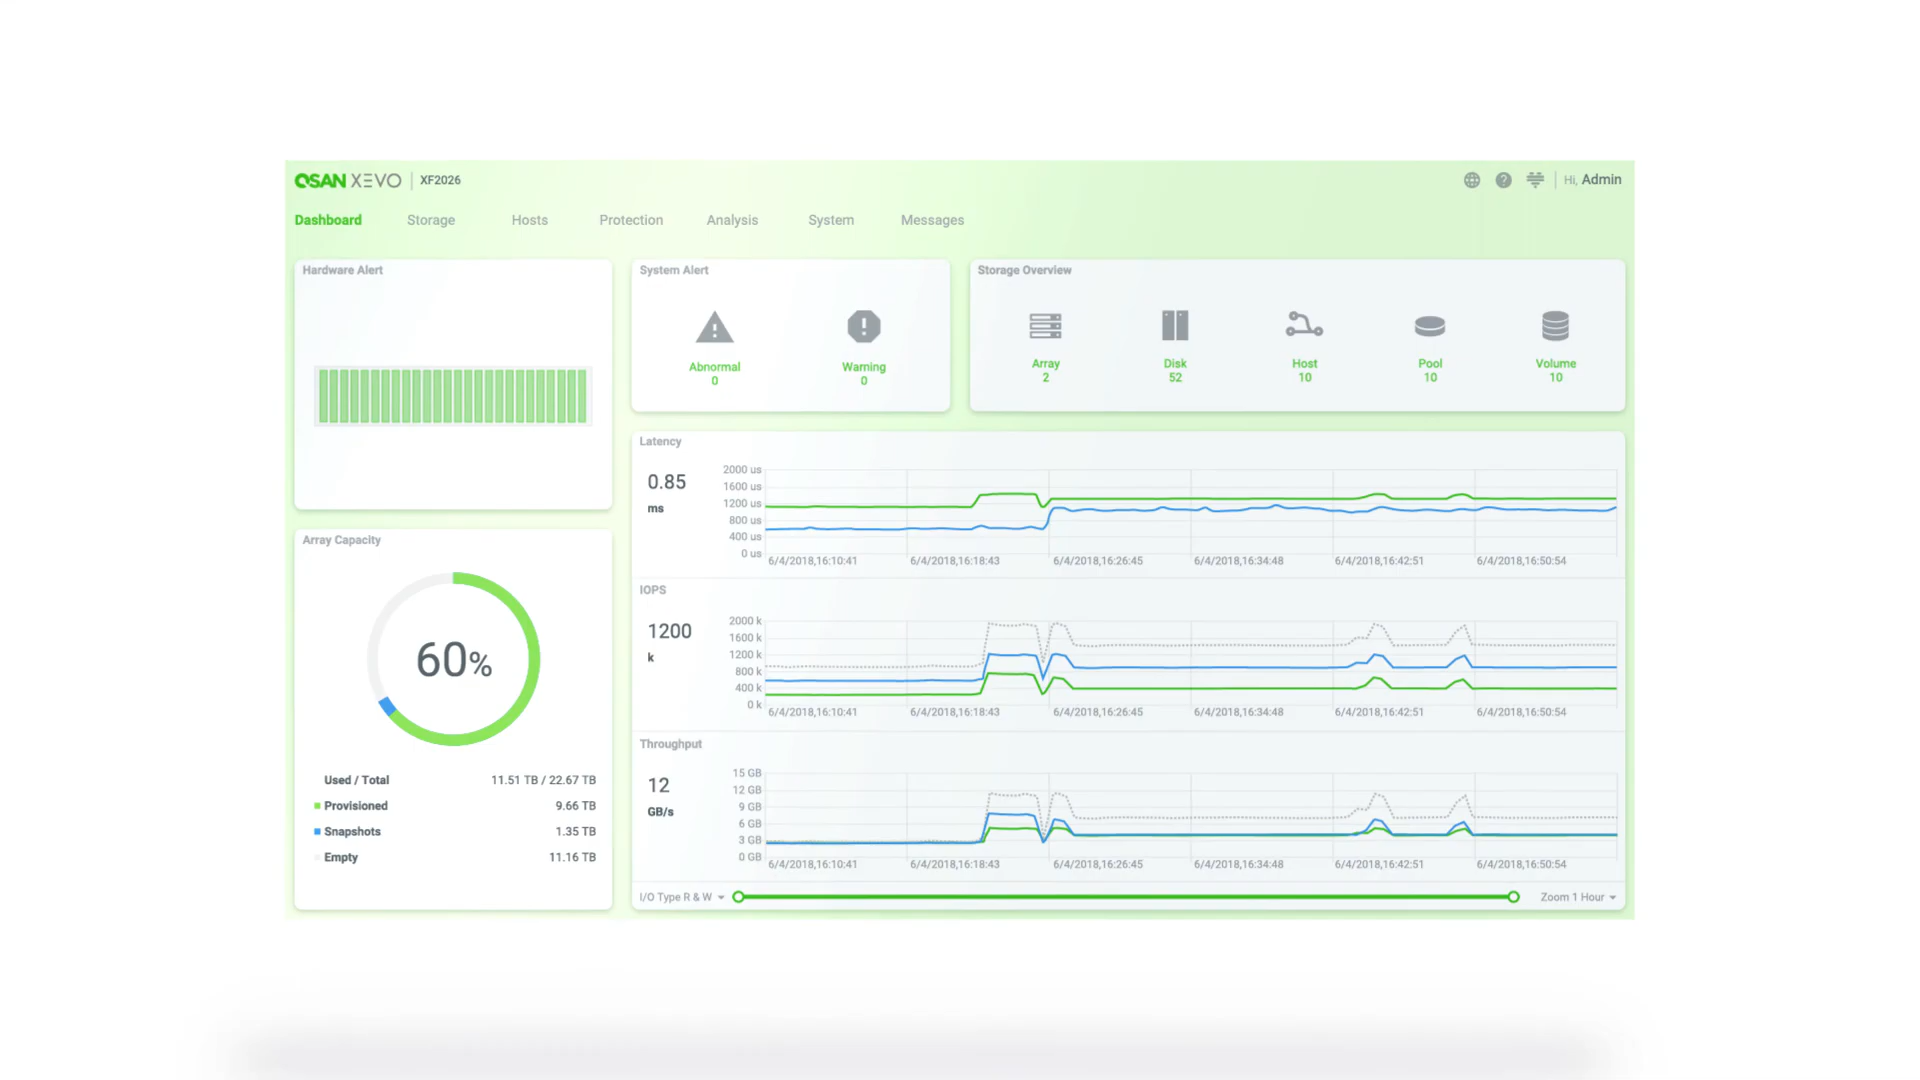 QSAN XEVO | XF2026
Hi, Admin
Dashboard Storage Hosts Protection Analysis System Messages
Hardware Alert
System Alert
Abnormal
0
Warning
0
Storage Overview
Array
2
Disk
52
Host
10
Pool
10
Volume
10
Array Capacity
60%
Used / Total 11.51 TB / 22.67 TB
Provisioned 9.66 TB
Snapshots 1.35 TB
Empty 11.16 TB
Latency
0.85
ms
2000 us
1600 us
1200 us
800 us
400 us
0 us
6/4/2018,16:10:41 6/4/2018,16:18:43 6/4/2018,16:26:45 6/4/2018,16:34:48 6/4/2018,16:42:51 6/4/2018,16:50:54
IOPS
1200
k
2000 k
1600 k
1200 k
800 k
400 k
0 k
6/4/2018,16:10:41 6/4/2018,16:18:43 6/4/2018,16:26:45 6/4/2018,16:34:48 6/4/2018,16:42:51 6/4/2018,16:50:54
Throughput
12
GB/s
15 GB
12 GB
9 GB
6 GB
3 GB
0 GB
6/4/2018,16:10:41 6/4/2018,16:18:43 6/4/2018,16:26:45 6/4/2018,16:34:48 6/4/2018,16:42:51 6/4/2018,16:50:54
I/O Type R & W Zoom 1 Hour